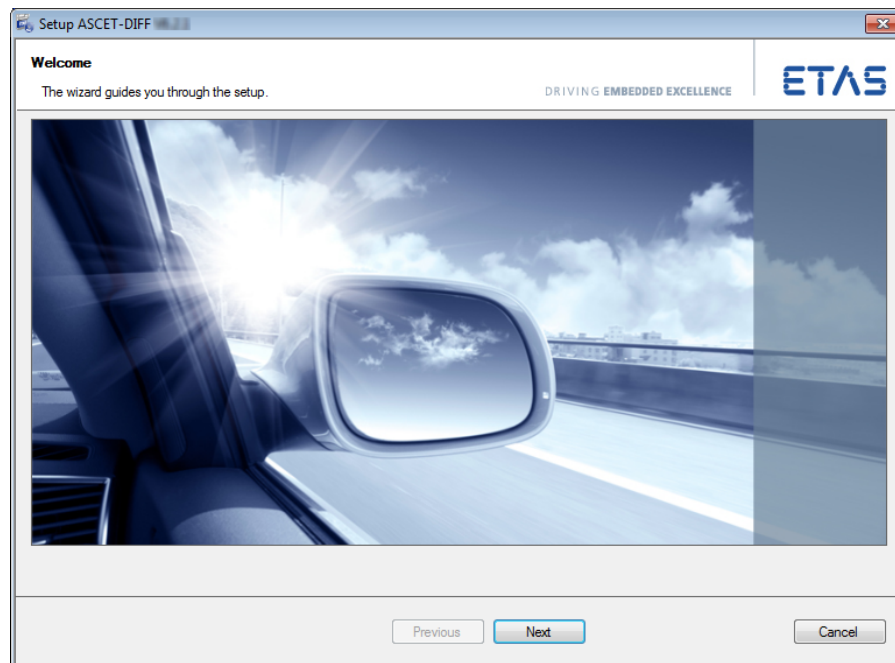 Setup ASCET-DIFF
Welcome
The wizard guides you through the setup.
DRIVING EMBEDDED EXCELLENCE
ETAS
Previous
Next
Cancel